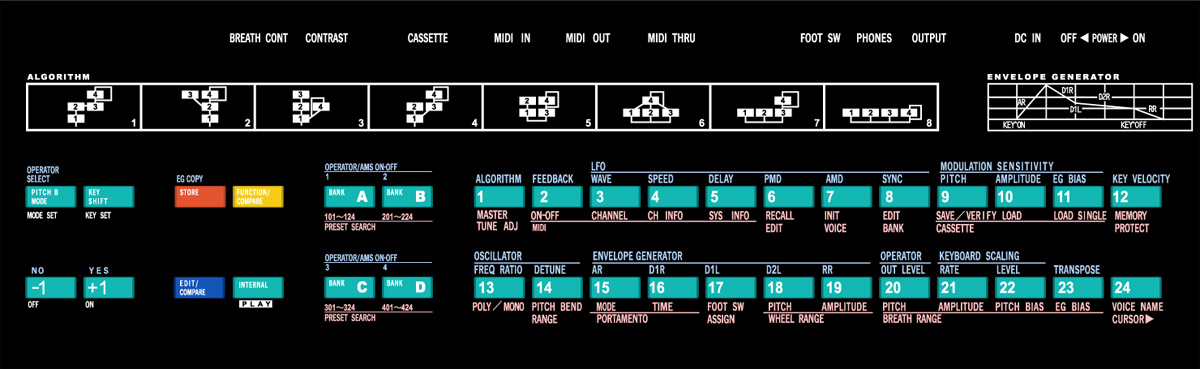 BREATH CONT CONTRAST CASSETTE MIDI IN MIDI OUT MIDI THRU FOOT SW PHONES OUTPUT DC IN OFF ◀ POWER ▶ ON
ALGORITHM
4
2 3
1
1
3 4
2
1
2
3
2 4
1
3
4
2 3
1
4
2 4
1 3
5
4
1 2 3
6
4
1 2 3
7
1 2 3 4
8
ENVELOPE GENERATOR
AR D1R D1L D2R RR
KEY ON KEY OFF
OPERATOR
SELECT
PITCH B
MODE
KEY
SHIFT
MODE SET KEY SET
EG COPY
STORE
FUNCTION/
COMPARE
OPERATOR/AMS ON-OFF
1 2
BANK A BANK B
101～124 201～224
PRESET SEARCH
LFO
MODULATION SENSITIVITY
ALGORITHM FEEDBACK WAVE SPEED DELAY PMD AMD SYNC PITCH AMPLITUDE EG BIAS KEY VELOCITY
1 2 3 4 5 6 7 8 9 10 11 12
MASTER
TUNE ADJ
ON-OFF CHANNEL CH INFO SYS INFO
MIDI
RECALL
EDIT
INIT
VOICE
EDIT
BANK
SAVE／VERIFY LOAD LOAD SINGLE
CASSETTE
MEMORY
PROTECT
NO YES
-1 +1
OFF ON
EDIT/
COMPARE
INTERNAL
PLAY
OPERATOR/AMS ON-OFF
3 4
BANK C BANK D
301～324 401～424
PRESET SEARCH
OSCILLATOR ENVELOPE GENERATOR OPERATOR KEYBOARD SCALING
FREQ RATIO DETUNE AR D1R D1L D2L RR OUT LEVEL RATE LEVEL TRANSPOSE
13 14 15 16 17 18 19 20 21 22 23 24
POLY／MONO
PITCH BEND
RANGE
MODE TIME
PORTAMENTO
FOOT SW
ASSIGN
PITCH AMPLITUDE
WHEEL RANGE
PITCH AMPLITUDE PITCH BIAS EG BIAS
BREATH RANGE
VOICE NAME
CURSOR▶